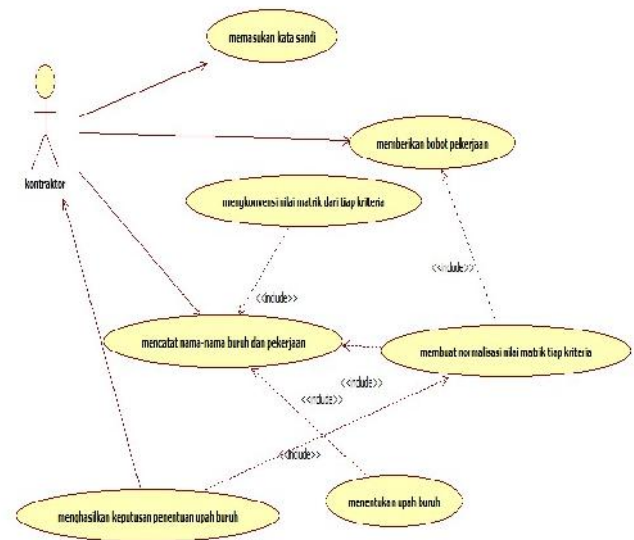 memasukan kata sandi
memberikan bobot pekerjaan
kontraktor
mengkonvensi nilai matrik dari tiap kriteria
<<include>>
<<include>>
mencatat nama-nama buruh dan pekerjaan
membuat normalisasi nilai matrik tiap kriteria
<<include>>
<<include>>
<<include>>
menentukan upah buruh
menghasilkan keputusan penentuan upah buruh